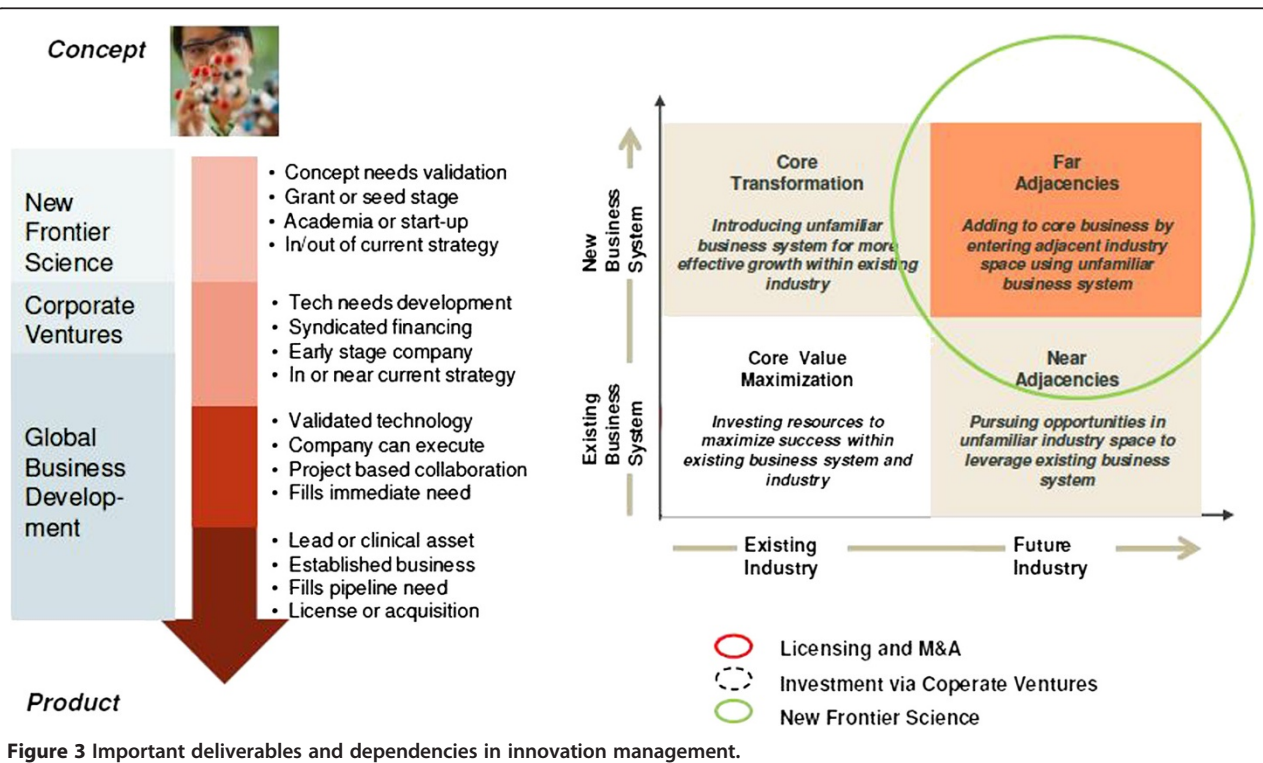 Concept
New
Frontier
Science
Corporate
Ventures
Global
Business
Develop-
ment
• Concept needs validation
• Grant or seed stage
• Academia or start-up
• In/out of current strategy
• Tech needs development
• Syndicated financing
• Early stage company
• In or near current strategy
• Validated technology
• Company can execute
• Project based collaboration
• Fills immediate need
• Lead or clinical asset
• Established business
• Fills pipeline need
• License or acquisition
Product
New
Business
System
Existing
Business
System
Core
Transformation
Introducing unfamiliar
business system for more
effective growth within existing
industry
Far
Adjacencies
Adding to core business by
entering adjacent industry
space using unfamiliar
business system
Core Value
Maximization
Investing resources to
maximize success within
existing business system and
industry
Near
Adjacencies
Pursuing opportunities in
unfamiliar industry space to
leverage existing business
system
Existing
Industry
Future
Industry
Licensing and M&A
Investment via Coperate Ventures
New Frontier Science
Figure 3 Important deliverables and dependencies in innovation management.